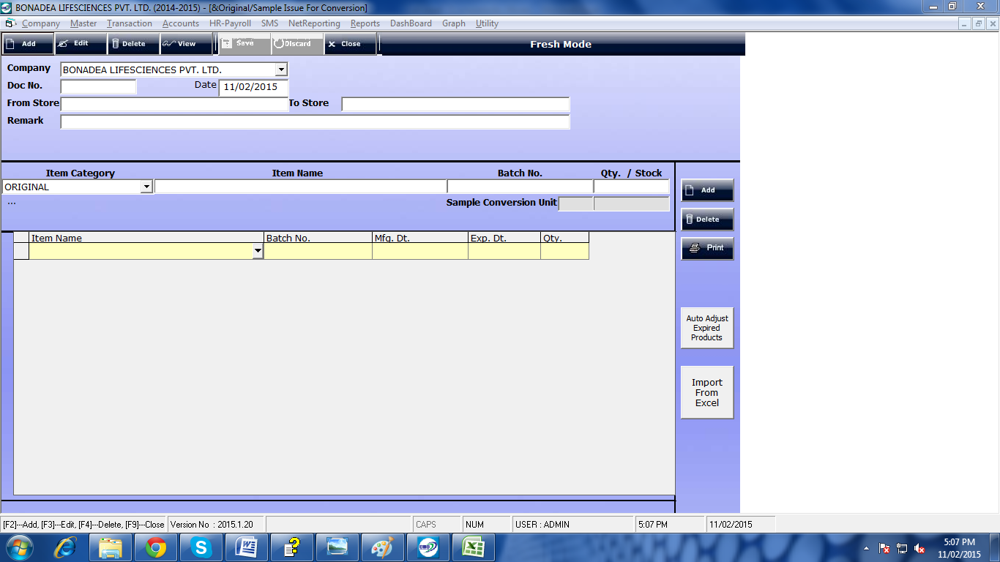 BONADEA LIFESCIENCES PVT. LTD. (2014-2015) - [&Original/Sample Issue For Conversion]
Company Master Transaction Accounts HR-Payroll SMS NetReporting Reports DashBoard Graph Utility
Add Edit Delete View Save Discard Close Fresh Mode
Company BONADEA LIFESCIENCES PVT. LTD.
Doc No. Date 11/02/2015
From Store To Store
Remark
Item Category Item Name Batch No. Qty. / Stock
ORIGINAL
... Sample Conversion Unit
Add
Delete
Print
Item Name Batch No. Mfg. Dt. Exp. Dt. Qty.
Auto Adjust
Expired
Products
Import
From
Excel
[F2]---Add, [F3]---Edit, [F4]---Delete, [F9]---Close Version No : 2015.1.20 CAPS NUM USER : ADMIN 5:07 PM 11/02/2015
5:07 PM
11/02/2015